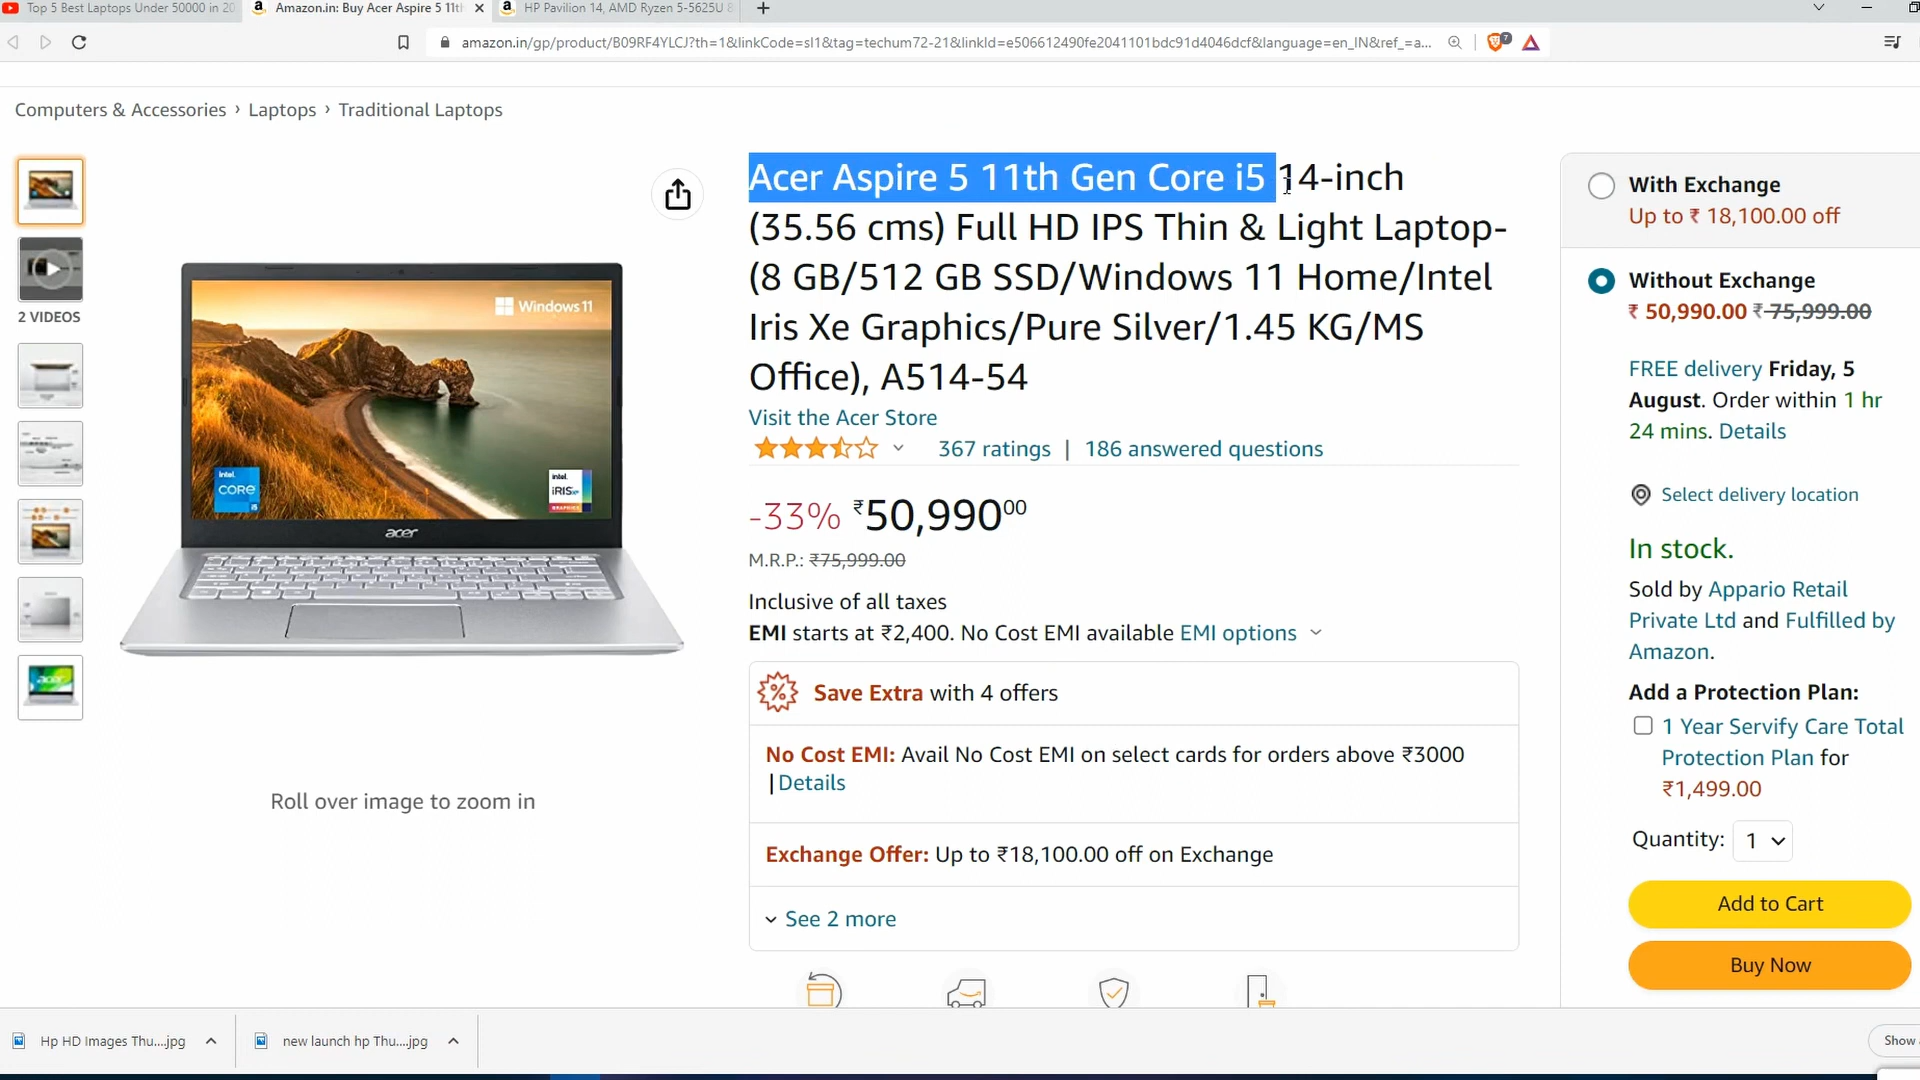 Top 5 Best Laptops Under 50000 in 20
Amazon.in: Buy Acer Aspire 5 11th
HP Pavilion 14, AMD Ryzen 5-5625U 8
amazon.in/gp/product/B09RF4YLCJ?th=1&linkCode=sl1&tag=techum72-21&linkId=e506612490fe2041101bdc91d4046dcf&language=en_IN&ref_=a...
7
Computers & Accessories › Laptops › Traditional Laptops
2 VIDEOS
Windows 11
intel.
CORE
i5
intel.
iRIS xe
GRAPHICS
acer
acer
Roll over image to zoom in
Acer Aspire 5 11th Gen Core i5 14-inch
(35.56 cms) Full HD IPS Thin & Light Laptop-
(8 GB/512 GB SSD/Windows 11 Home/Intel
Iris Xe Graphics/Pure Silver/1.45 KG/MS
Office), A514-54
Visit the Acer Store
367 ratings | 186 answered questions
-33% ₹50,99000
M.R.P.: ₹75,999.00
Inclusive of all taxes
EMI starts at ₹2,400. No Cost EMI available EMI options
% Save Extra with 4 offers
No Cost EMI: Avail No Cost EMI on select cards for orders above ₹3000
| Details
Exchange Offer: Up to ₹18,100.00 off on Exchange
See 2 more
With Exchange
Up to ₹ 18,100.00 off
Without Exchange
₹ 50,990.00 ₹ 75,999.00
FREE delivery Friday, 5
August. Order within 1 hr
24 mins. Details
Select delivery location
In stock.
Sold by Appario Retail
Private Ltd and Fulfilled by
Amazon.
Add a Protection Plan:
1 Year Servify Care Total
Protection Plan for
₹1,499.00
Quantity: 1
Add to Cart
Buy Now
Hp HD Images Thu....jpg
new launch hp Thu....jpg
Show